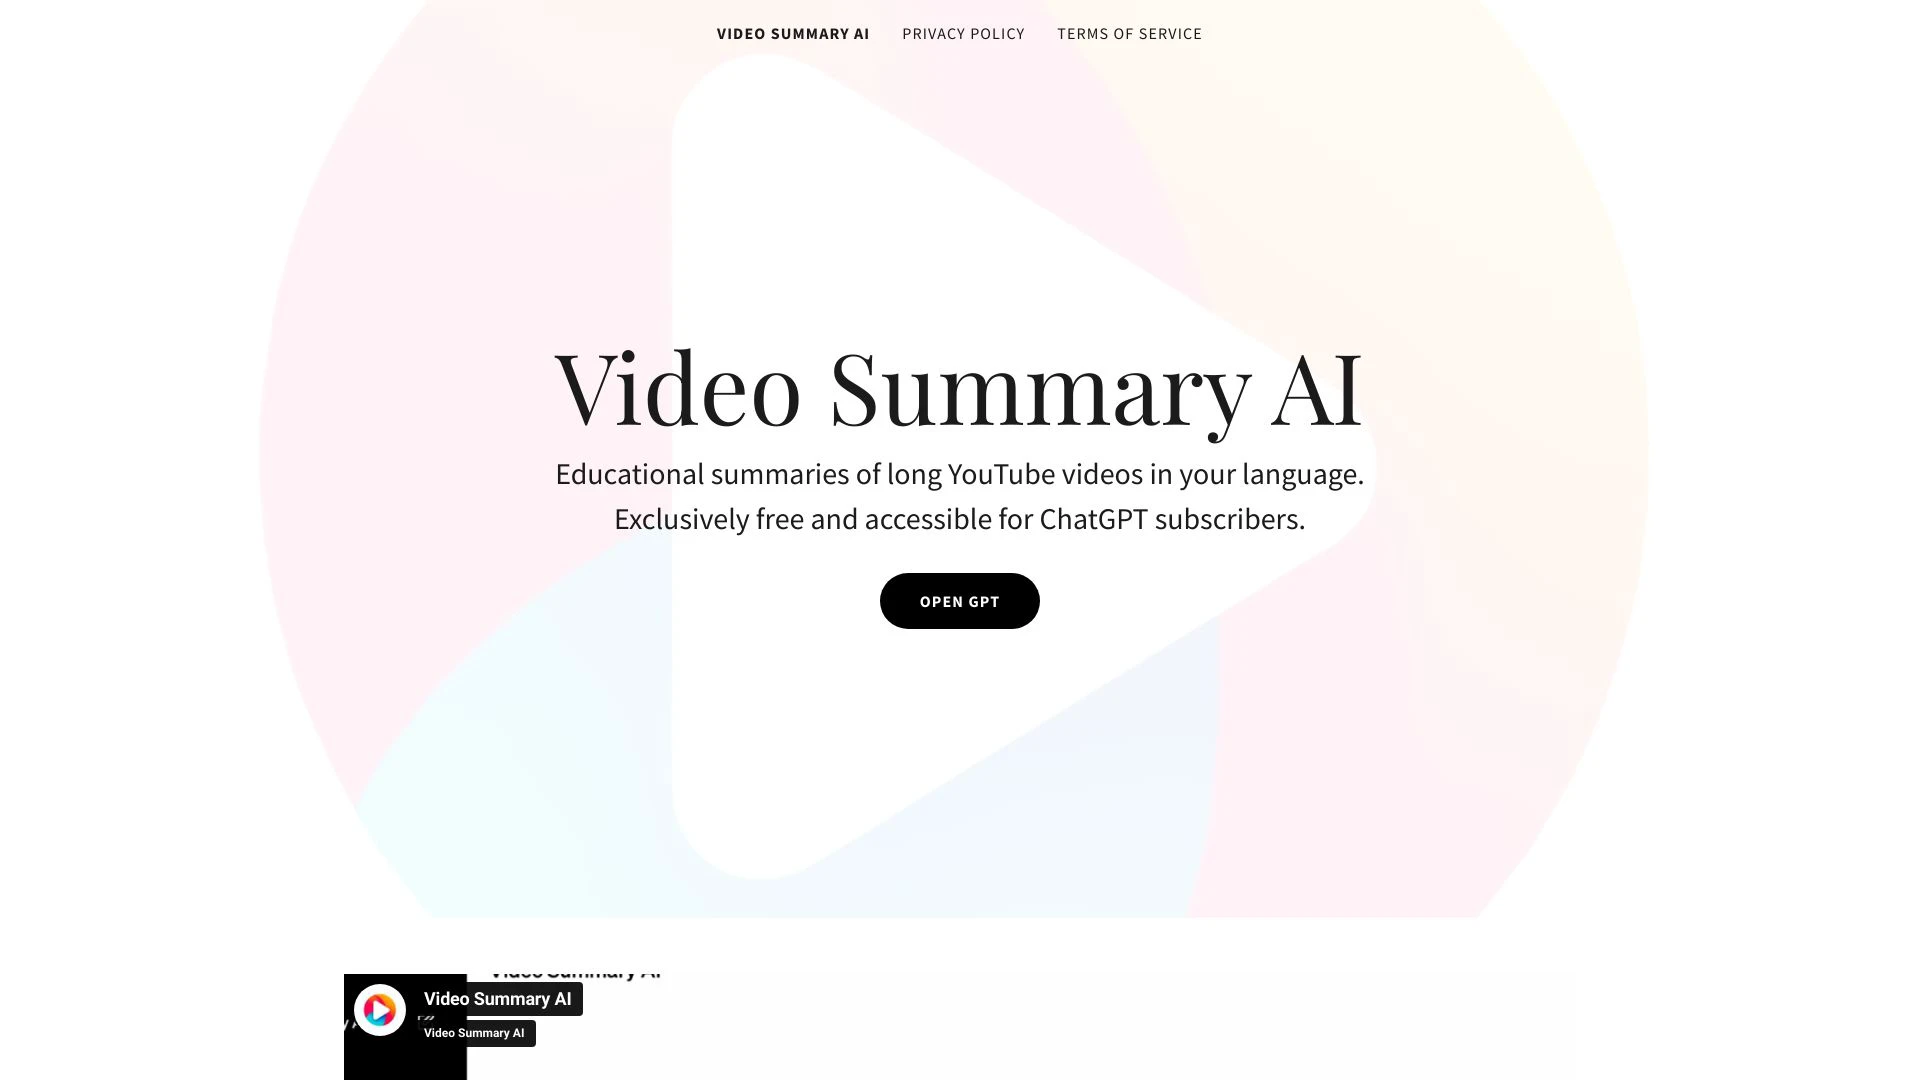 VIDEO SUMMARY AI PRIVACY POLICY TERMS OF SERVICE
Video Summary AI
Educational summaries of long YouTube videos in your language.
Exclusively free and accessible for ChatGPT subscribers.
OPEN GPT
Video Summary AI
Video Summary AI
Video Summary AI